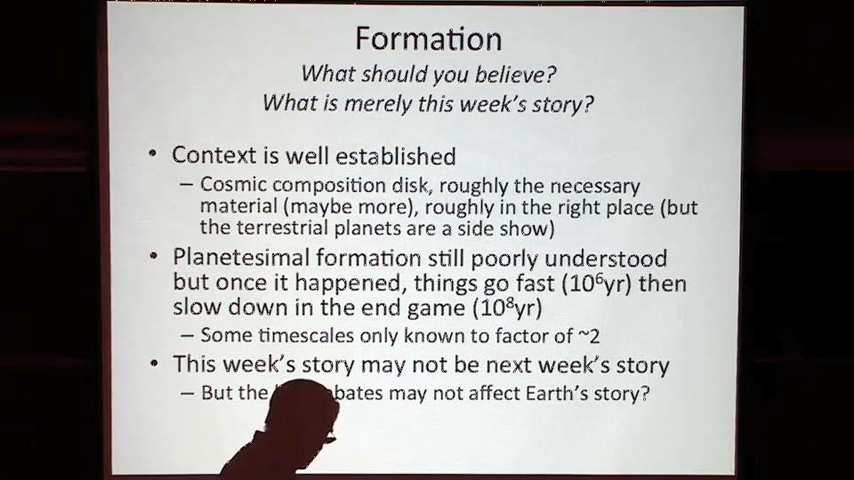 Formation
What should you believe?
What is merely this week's story?
• Context is well established
– Cosmic composition disk, roughly the necessary
material (maybe more), roughly in the right place (but
the terrestrial planets are a side show)
• Planetesimal formation still poorly understood
but once it happened, things go fast (10⁶yr) then
slow down in the end game (10⁸yr)
– Some timescales only known to factor of ~2
• This week's story may not be next week's story
– But the may not affect Earth's story?